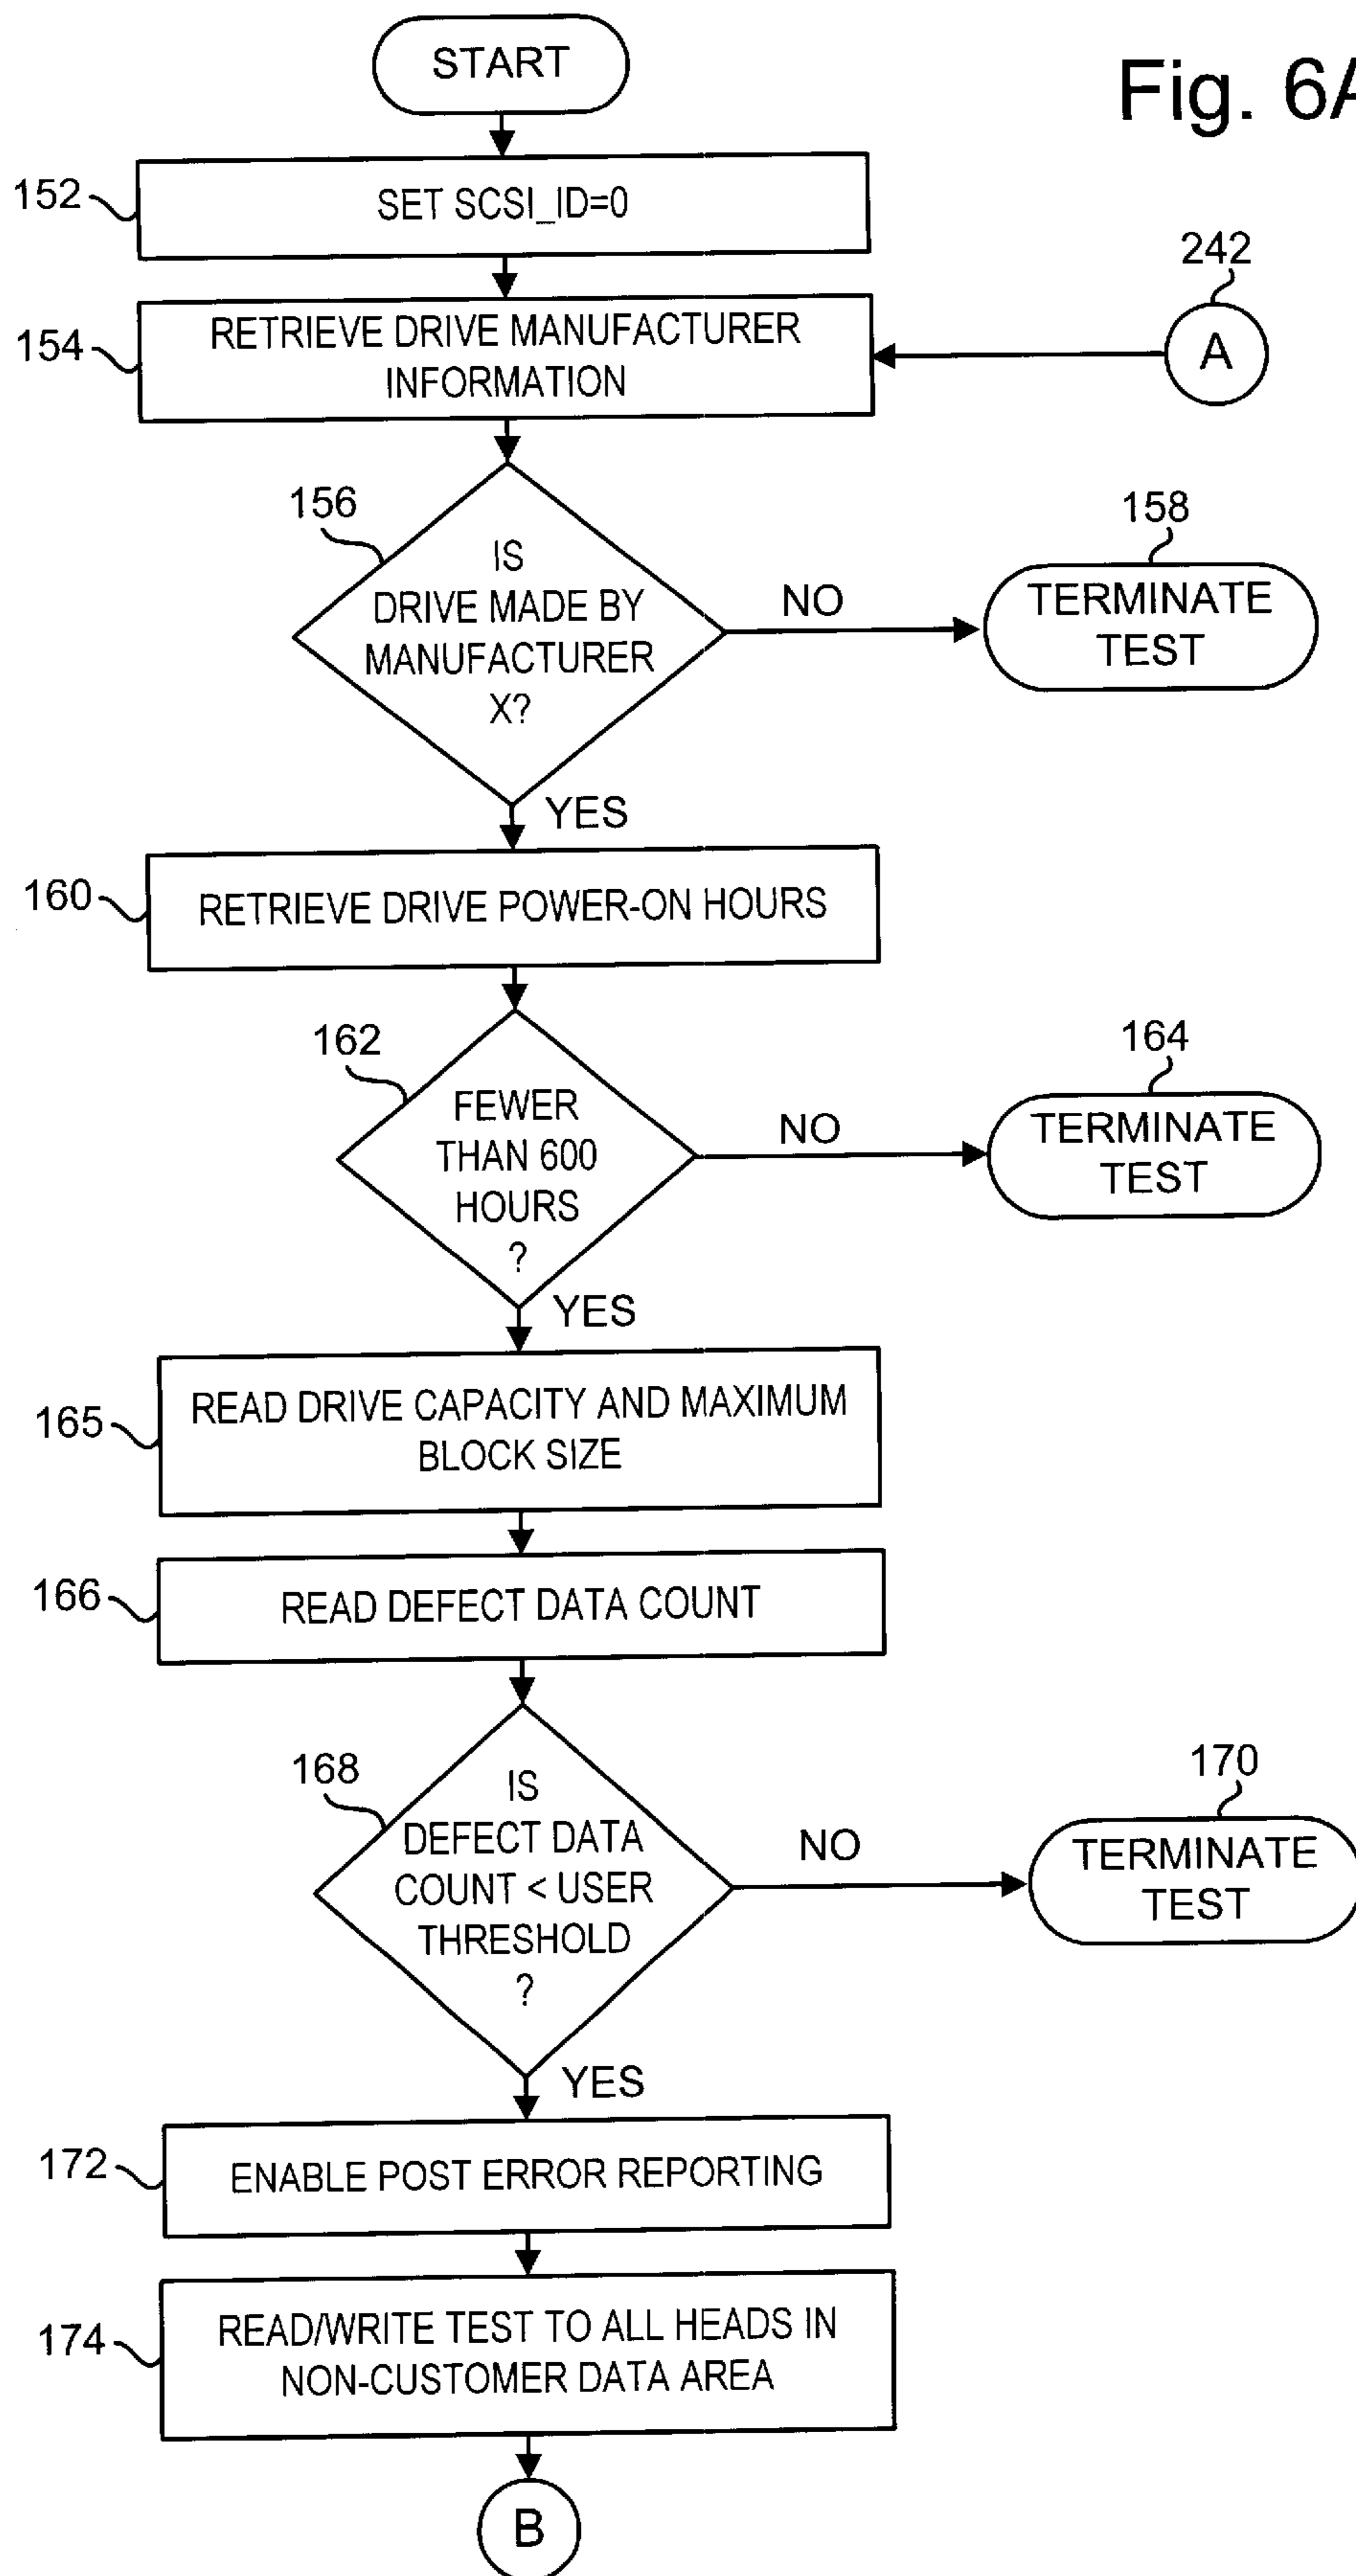 START
Fig. 6A
152
SET SCSI_ID=0
242
154
RETRIEVE DRIVE MANUFACTURER
INFORMATION
A
156
IS
DRIVE MADE BY
MANUFACTURER
X?
NO
158
TERMINATE
TEST
YES
160
RETRIEVE DRIVE POWER-ON HOURS
162
FEWER
THAN 600
HOURS
?
NO
164
TERMINATE
TEST
YES
165
READ DRIVE CAPACITY AND MAXIMUM
BLOCK SIZE
166
READ DEFECT DATA COUNT
168
IS
DEFECT DATA
COUNT < USER
THRESHOLD
?
NO
170
TERMINATE
TEST
YES
172
ENABLE POST ERROR REPORTING
174
READ/WRITE TEST TO ALL HEADS IN
NON-CUSTOMER DATA AREA
B